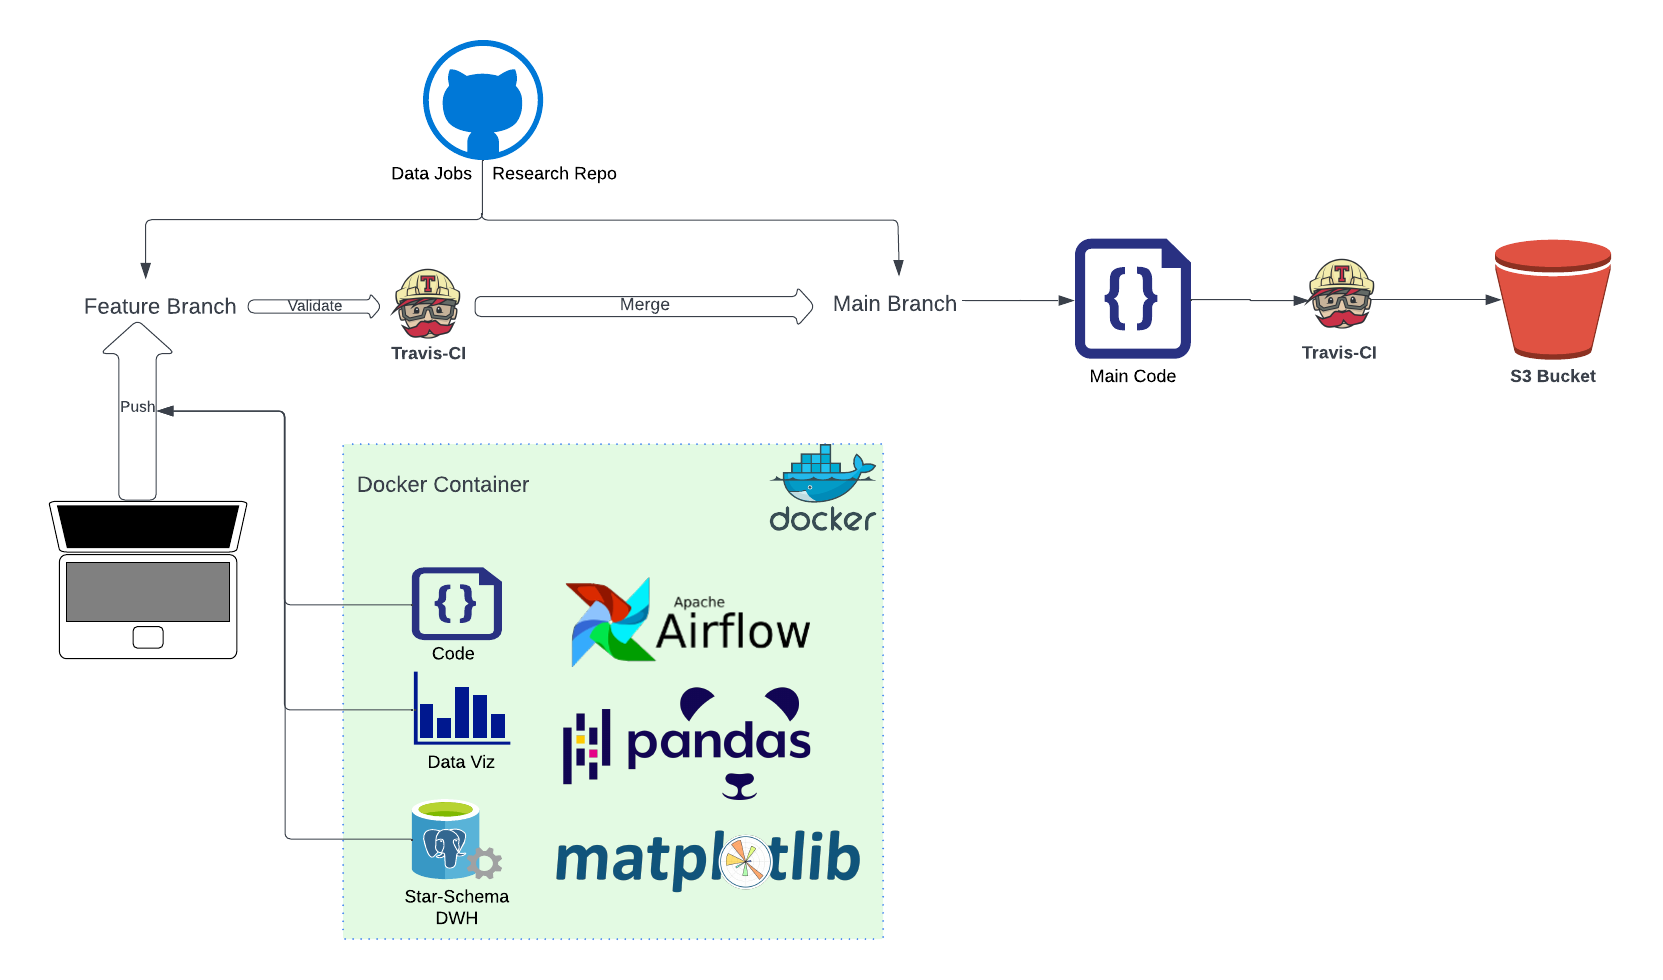 Data Jobs Research Repo
Feature Branch
Validate
T
Travis-CI
Merge
Main Branch
{ }
Main Code
T
Travis-CI
S3 Bucket
Push
Docker Container
docker
{ }
Code
Apache
Airflow
Data Viz
pandas
Star-Schema
DWH
matplotlib